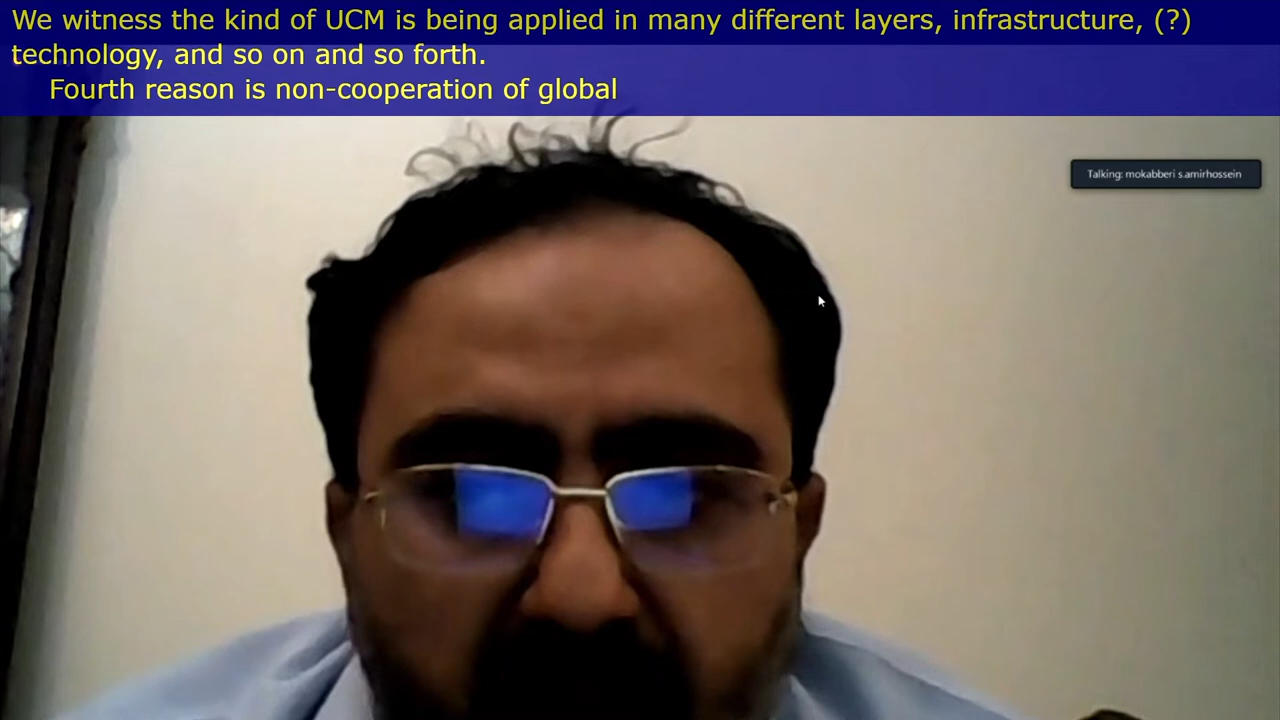 We witness the kind of UCM is being applied in many different layers, infrastructure, (?)
technology, and so on and so forth.
Fourth reason is non-cooperation of global
Talking: mokabberi s.amirhossein